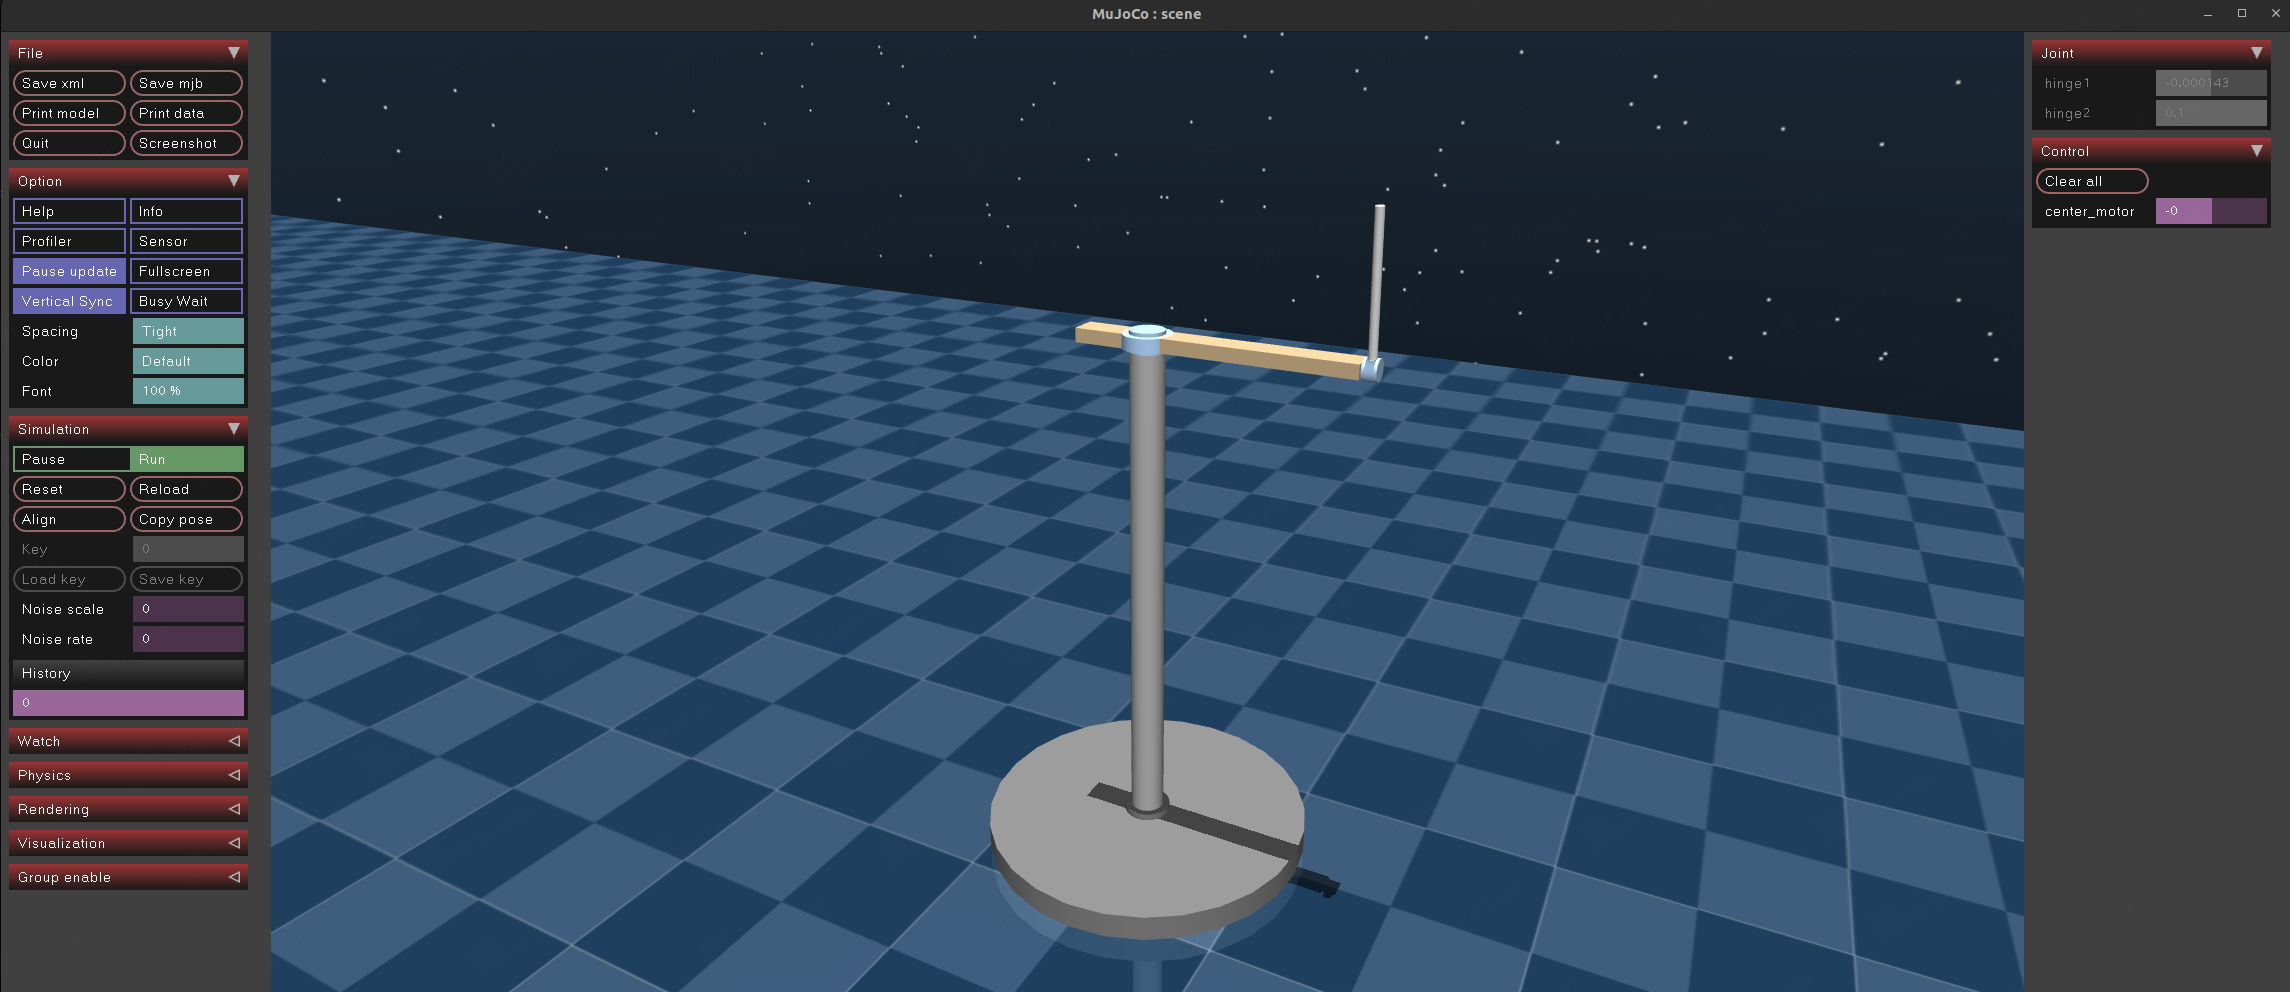 MuJoCo : scene
File
Save xml Save mjb
Print model Print data
Quit Screenshot
Option
Help Info
Profiler Sensor
Pause update Fullscreen
Vertical Sync Busy Wait
Spacing Tight
Color Default
Font 100 %
Simulation
Pause Run
Reset Reload
Align Copy pose
Key 0
Load key Save key
Noise scale 0
Noise rate 0
History
0
Watch
Physics
Rendering
Visualization
Group enable
Joint
hinge1 -0.000143
hinge2 0.1
Control
Clear all
center_motor -0